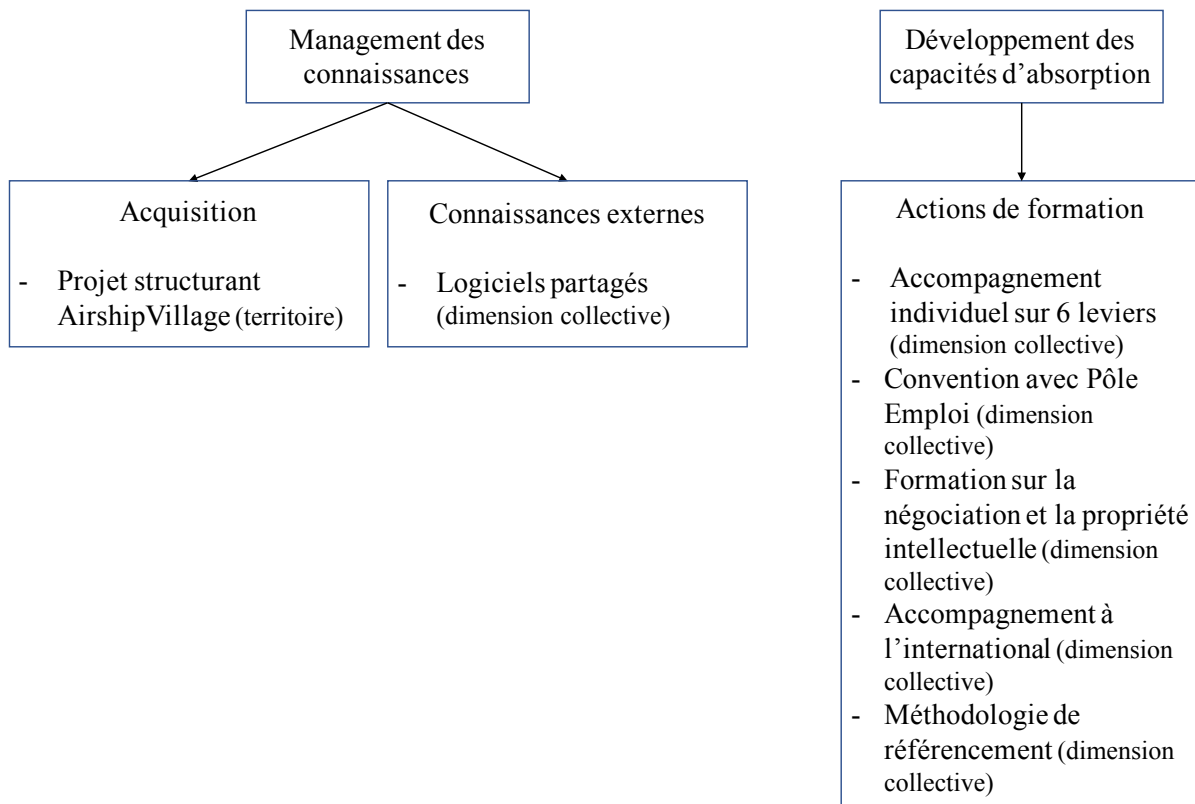 Management des
connaissances
Développement des
capacités d’absorption
Acquisition
- Projet structurant
AirshipVillage (territoire)
Connaissances externes
- Logiciels partagés
(dimension collective)
Actions de formation
- Accompagnement
individuel sur 6 leviers
(dimension collective)
- Convention avec Pôle
Emploi (dimension
collective)
- Formation sur la
négociation et la propriété
intellectuelle (dimension
collective)
- Accompagnement à
l’international (dimension
collective)
- Méthodologie de
référencement (dimension
collective)